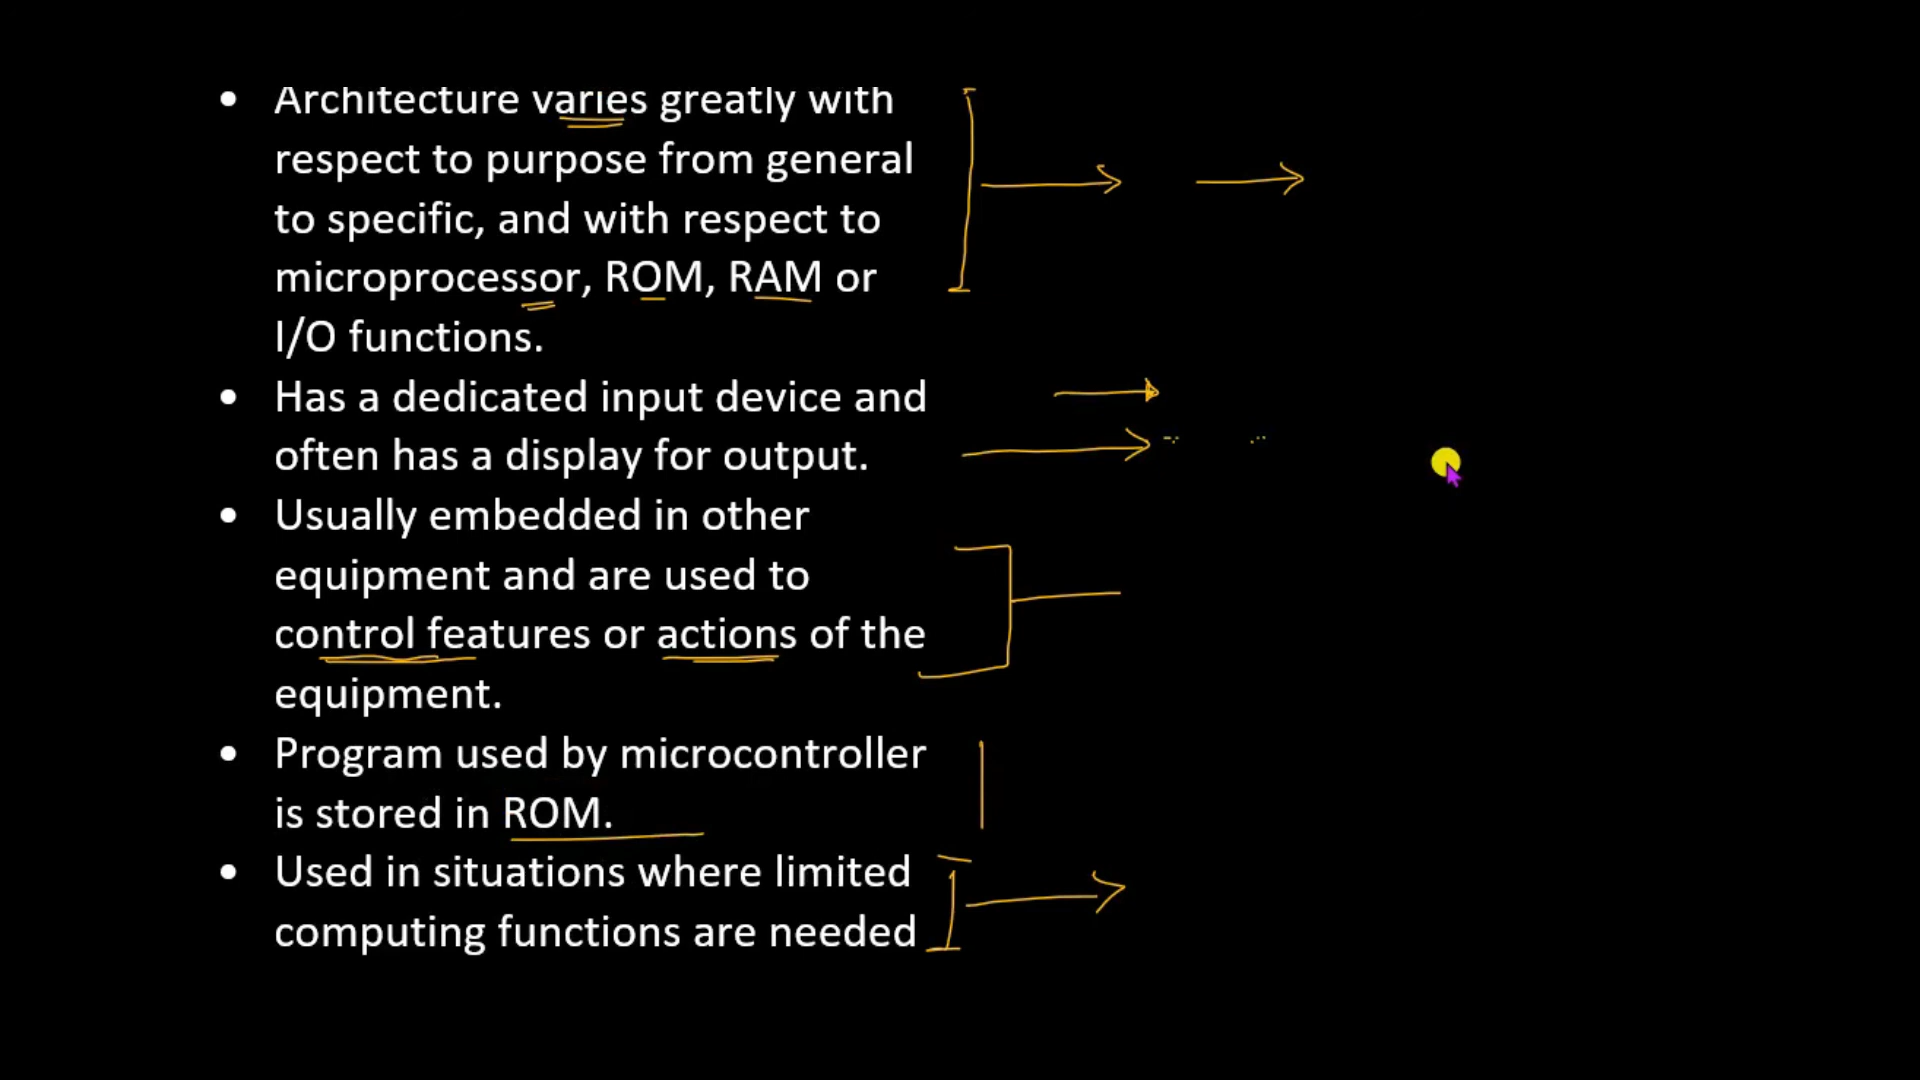 • Architecture varies greatly with
respect to purpose from general
to specific, and with respect to
microprocessor, ROM, RAM or
I/O functions.
• Has a dedicated input device and
often has a display for output.
• Usually embedded in other
equipment and are used to
control features or actions of the
equipment.
• Program used by microcontroller
is stored in ROM.
• Used in situations where limited
computing functions are needed